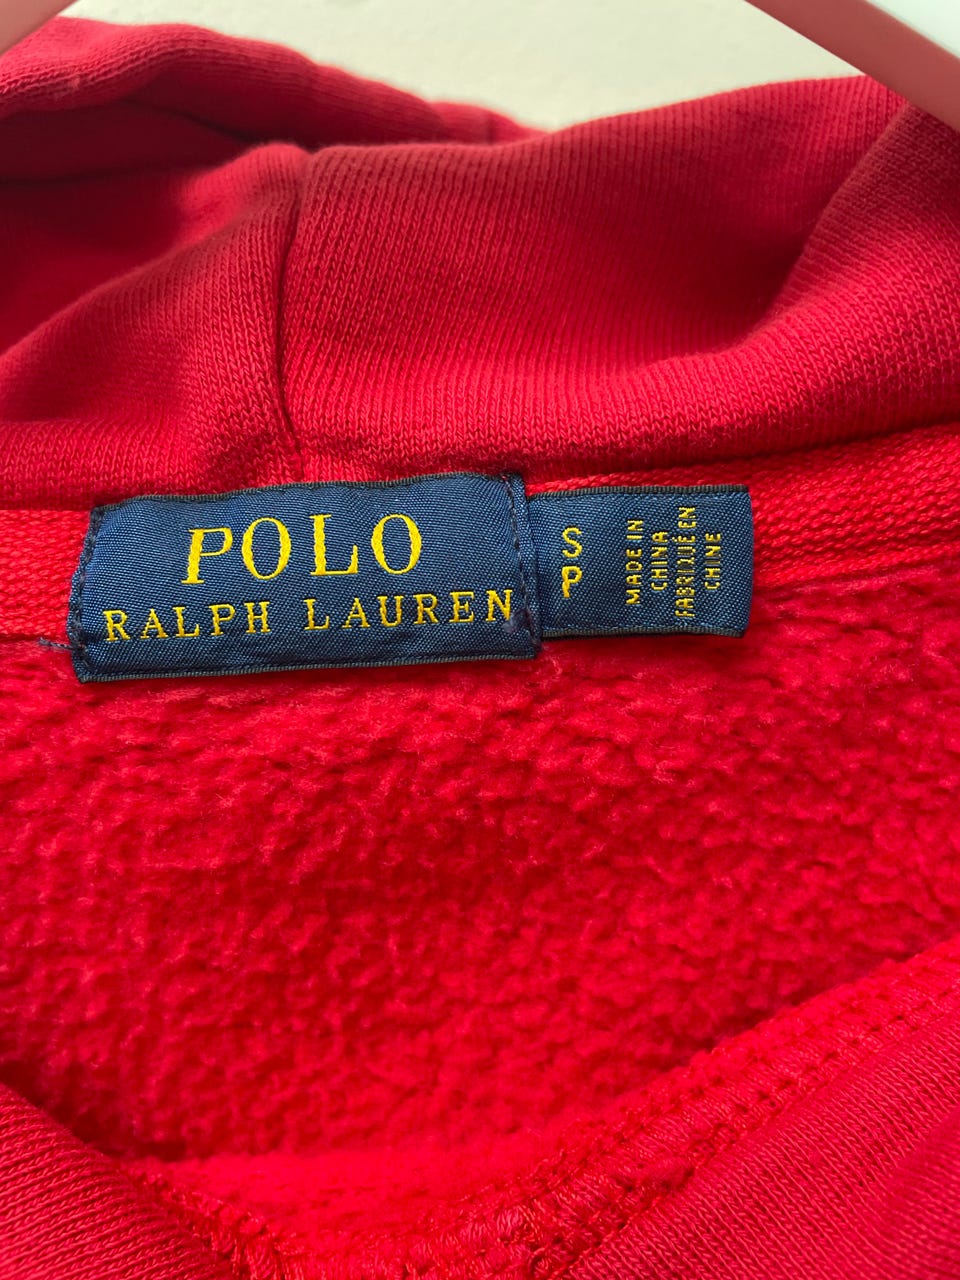 POLO
RALPH LAUREN
S
P
MADE IN
CHINA
FABRIQUÉ EN
CHINE